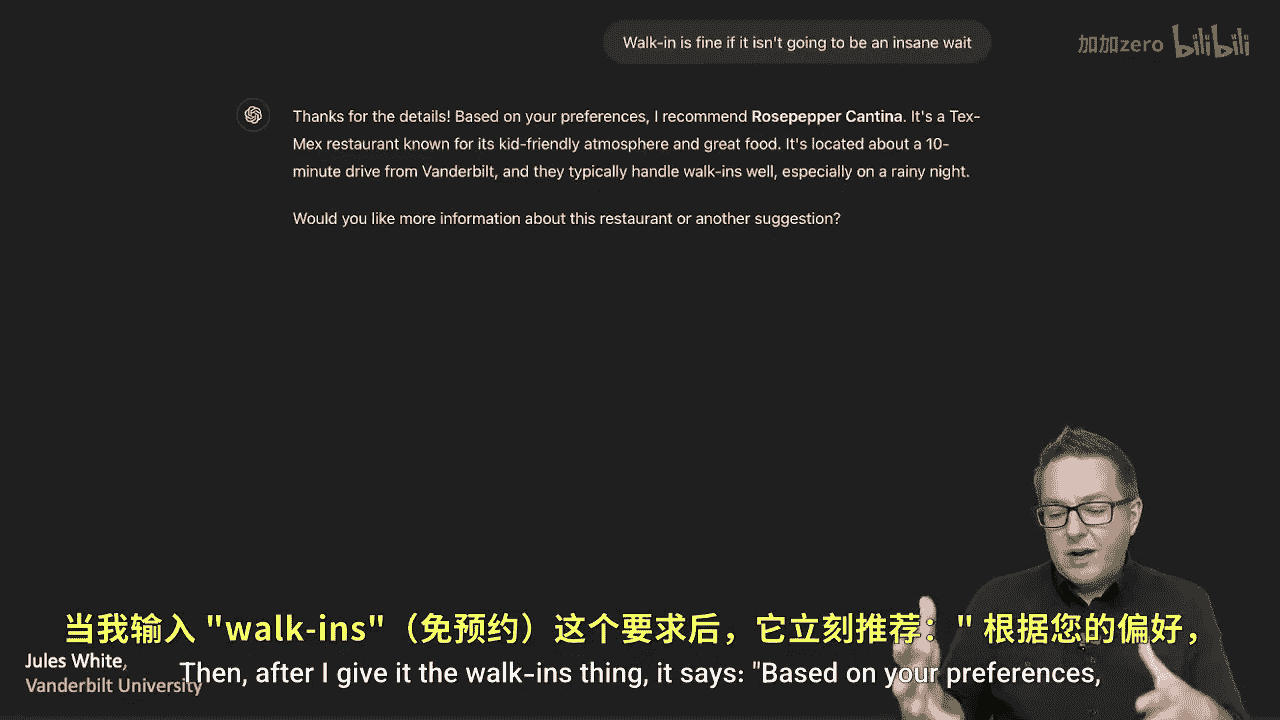 Walk-in is fine if it isn't going to be an insane wait
加加zero bilibili
Thanks for the details! Based on your preferences, I recommend Rosepepper Cantina. It's a Tex-
Mex restaurant known for its kid-friendly atmosphere and great food. It's located about a 10-
minute drive from Vanderbilt, and they typically handle walk-ins well, especially on a rainy night.
Would you like more information about this restaurant or another suggestion?
当我输入 "walk-ins"（免预约）这个要求后，它立刻推荐："根据您的偏好，
Jules White,
Vanderbilt University
Then, after I give it the walk-ins thing, it says: "Based on your preferences,